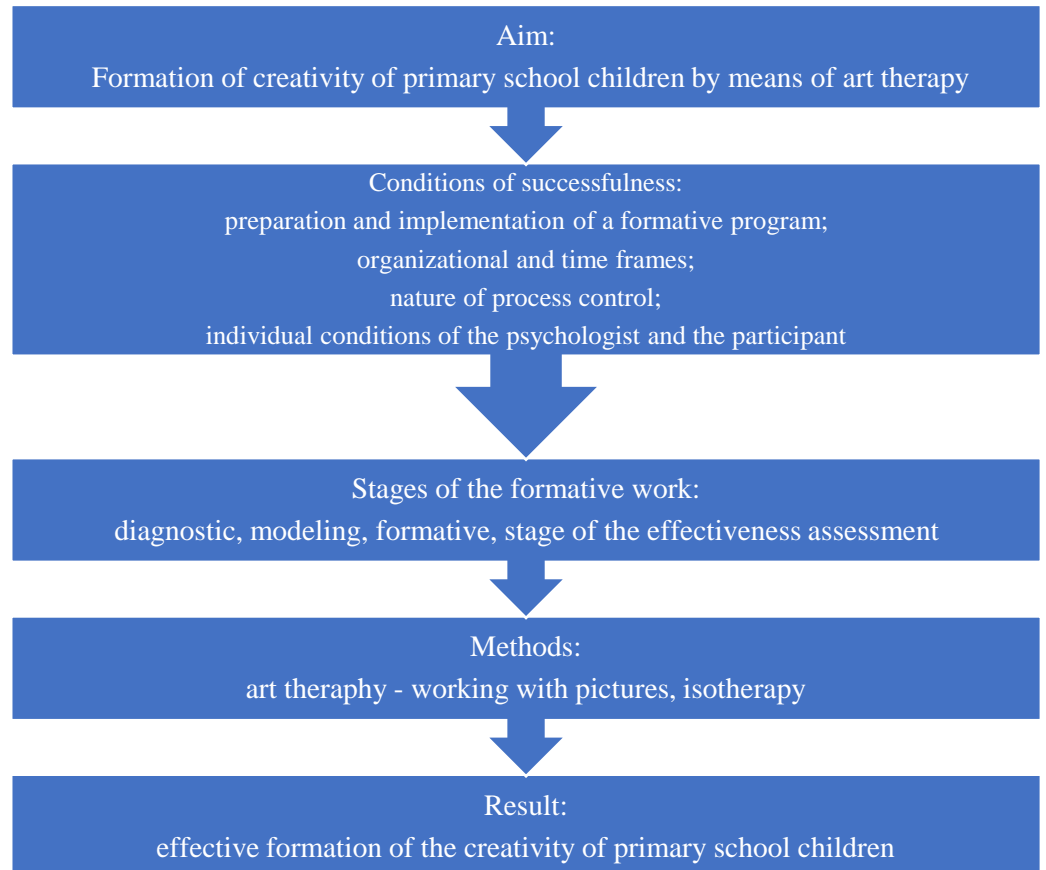 Aim:
Formation of creativity of primary school children by means of art therapy
Conditions of successfulness:
preparation and implementation of a formative program;
organizational and time frames;
nature of process control;
individual conditions of the psychologist and the participant
Stages of the formative work:
diagnostic, modeling, formative, stage of the effectiveness assessment
Methods:
art theraphy - working with pictures, isotherapy
Result:
effective formation of the creativity of primary school children